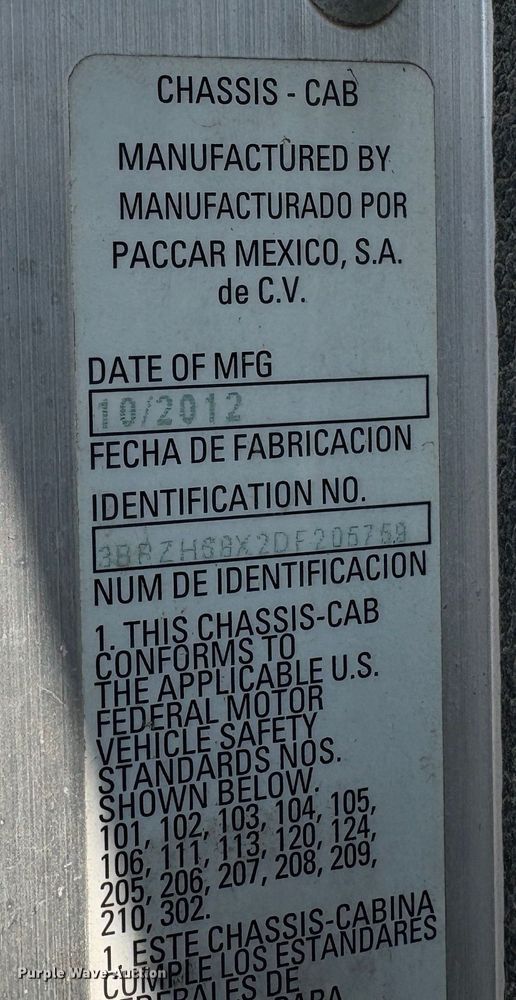 CHASSIS - CAB
MANUFACTURED BY
MANUFACTURADO POR
PACCAR MEXICO, S.A.
de C.V.
DATE OF MFG
10/2012
FECHA DE FABRICACION
IDENTIFICATION NO.
NUM DE IDENTIFICACION
1. THIS CHASSIS-CAB
CONFORMS TO
THE APPLICABLE U.S.
FEDERAL MOTOR
VEHICLE SAFETY
STANDARDS NOS.
SHOWN BELOW.
101, 102, 103, 104, 105,
106, 111, 113, 120, 124,
205, 206, 207, 208, 209,
210, 302.
1. ESTE CHASSIS-CABINA
CUMPLE LOS ESTANDARES
FEDERALES DE
Purple Wave Auction